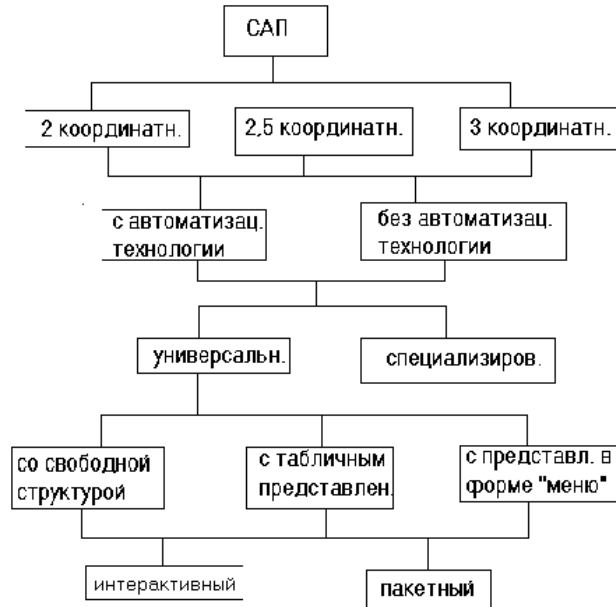 САП
2 координатн.
2,5 координатн.
3 координатн.
с автоматизац.
технологии
без автоматизац.
технологии
универсальн.
специализиров.
со свободной
структурой
с табличным
представлен.
с представл. в
форме "меню"
интерактивный
пакетный